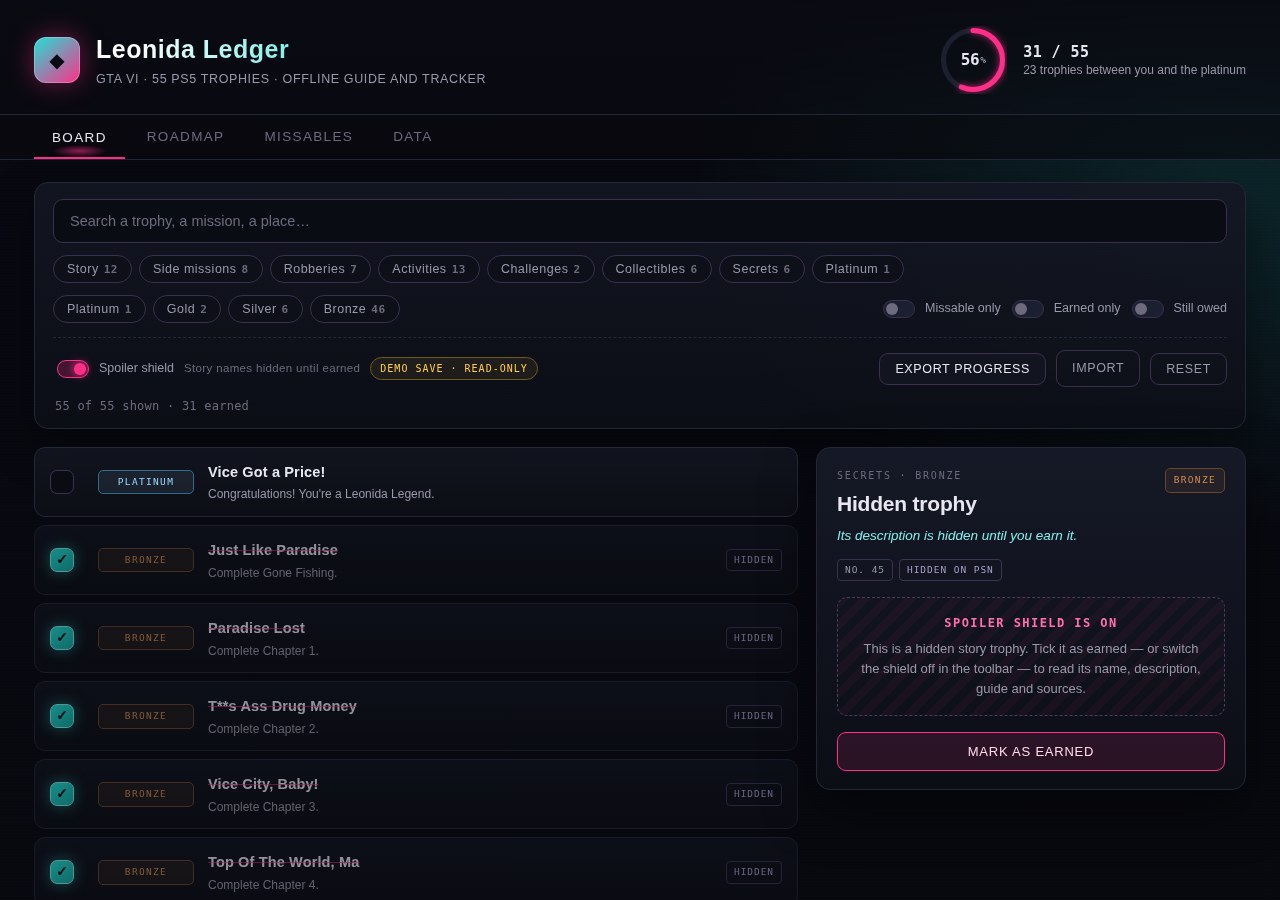 Leonida Ledger
GTA VI · 55 PS5 TROPHIES · OFFLINE GUIDE AND TRACKER
56%
31 / 55
23 trophies between you and the platinum
BOARD
ROADMAP
MISSABLES
DATA
Search a trophy, a mission, a place…
Story 12
Side missions 8
Robberies 7
Activities 13
Challenges 2
Collectibles 6
Secrets 6
Platinum 1
Platinum 1
Gold 2
Silver 6
Bronze 46
Missable only
Earned only
Still owed
Spoiler shield
Story names hidden until earned
DEMO SAVE · READ-ONLY
EXPORT PROGRESS
IMPORT
RESET
55 of 55 shown · 31 earned
PLATINUM
Vice Got a Price!
Congratulations! You're a Leonida Legend.
✓
BRONZE
Just Like Paradise
Complete Gone Fishing.
HIDDEN
✓
BRONZE
Paradise Lost
Complete Chapter 1.
HIDDEN
✓
BRONZE
T**s Ass Drug Money
Complete Chapter 2.
HIDDEN
✓
BRONZE
Vice City, Baby!
Complete Chapter 3.
HIDDEN
✓
BRONZE
Top Of The World, Ma
Complete Chapter 4.
HIDDEN
SECRETS · BRONZE
BRONZE
Hidden trophy
Its description is hidden until you earn it.
NO. 45
HIDDEN ON PSN
SPOILER SHIELD IS ON
This is a hidden story trophy. Tick it as earned — or switch
the shield off in the toolbar — to read its name, description,
guide and sources.
MARK AS EARNED